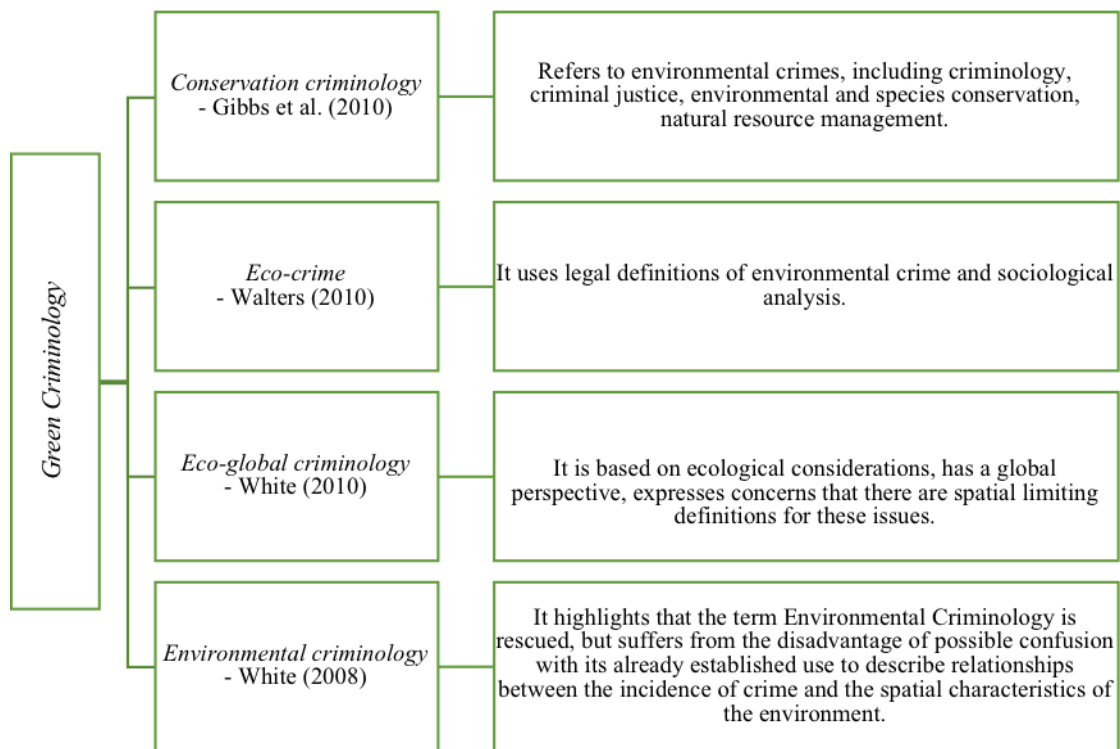 Green Criminology
Conservation criminology
- Gibbs et al. (2010)
Refers to environmental crimes, including criminology,
criminal justice, environmental and species conservation,
natural resource management.
Eco-crime
- Walters (2010)
It uses legal definitions of environmental crime and sociological
analysis.
Eco-global criminology
- White (2010)
It is based on ecological considerations, has a global
perspective, expresses concerns that there are spatial limiting
definitions for these issues.
Environmental criminology
- White (2008)
It highlights that the term Environmental Criminology is
rescued, but suffers from the disadvantage of possible confusion
with its already established use to describe relationships
between the incidence of crime and the spatial characteristics of
the environment.